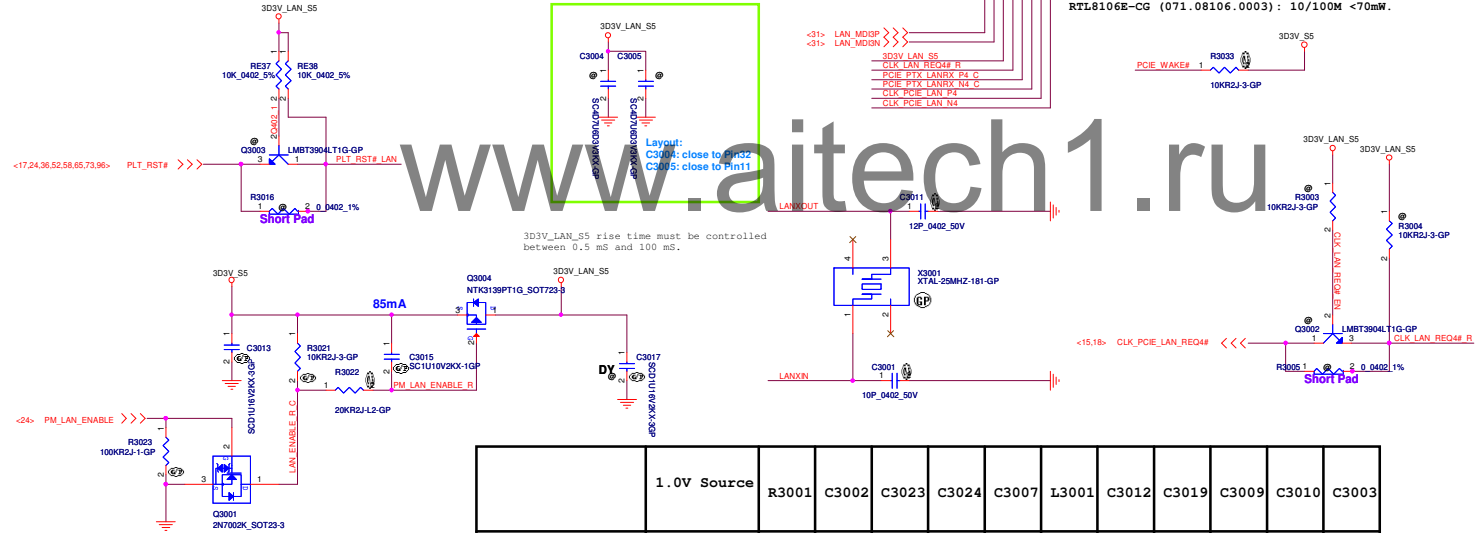 3D3V_LAN_S5
RE37
10K_0402_5%
RE38
10K_0402_5%
Q402_1
Q3003
LMBT3904LT1G-GP
<17,24,36,52,58,65,73,96> PLT_RST#
PLT_RST#_LAN
R3016
0_0402_1%
Short Pad
3D3V_LAN_S5
C3004
C3005
SC4D7U6D3V3KX-GP
SC4D7U6D3V3KX-GP
Layout:
C3004: close to Pin32
C3005: close to Pin11
3D3V_LAN_S5 rise time must be controlled
between 0.5 mS and 100 mS.
RTL8106E-CG (071.08106.0003): 10/100M <70mW.
<31> LAN_MDI3P
<31> LAN_MDI3N
3D3V_LAN_S5
CLK_LAN_REQ4#_R
PCIE_PTX_LANRX_P4_C
PCIE_PTX_LANRX_N4_C
CLK_PCIE_LAN_P4
CLK_PCIE_LAN_N4
3D3V_S5
PCIE_WAKE# 1
R3033
10KR2J-3-GP
www.aitech1.ru
LANXOUT
C3011
12P_0402_50V
X3001
XTAL-25MHZ-181-GP
GP
4
3
1
2
LANXIN
C3001
10P_0402_50V
3D3V_LAN_S5
3D3V_LAN_S5
R3003
10KR2J-3-GP
R3004
10KR2J-3-GP
CLK_LAN_REQ#_EN
Q3002
LMBT3904LT1G-GP
<15,18> CLK_PCIE_LAN_REQ4#
CLK_LAN_REQ4#_R
R3005
0_0402_1%
Short Pad
3D3V_S5
85mA
Q3004
NTK3139PT1G_SOT723-3
3D3V_LAN_S5
C3013
SCD1U16V2KX-3GP
R3021
10KR2J-3-GP
R3022
20KR2J-L2-GP
C3015
SC1U10V2KX-1GP
PM_LAN_ENABLE_R
DY
C3017
SCD1U16V2KX-3GP
<24> PM_LAN_ENABLE
R3023
100KR2J-1-GP
LAN_ENABLE_R_C
Q3001
2N7002K_SOT23-3
1.0V Source R3001 C3002 C3023 C3024 C3007 L3001 C3012 C3019 C3009 C3010 C3003